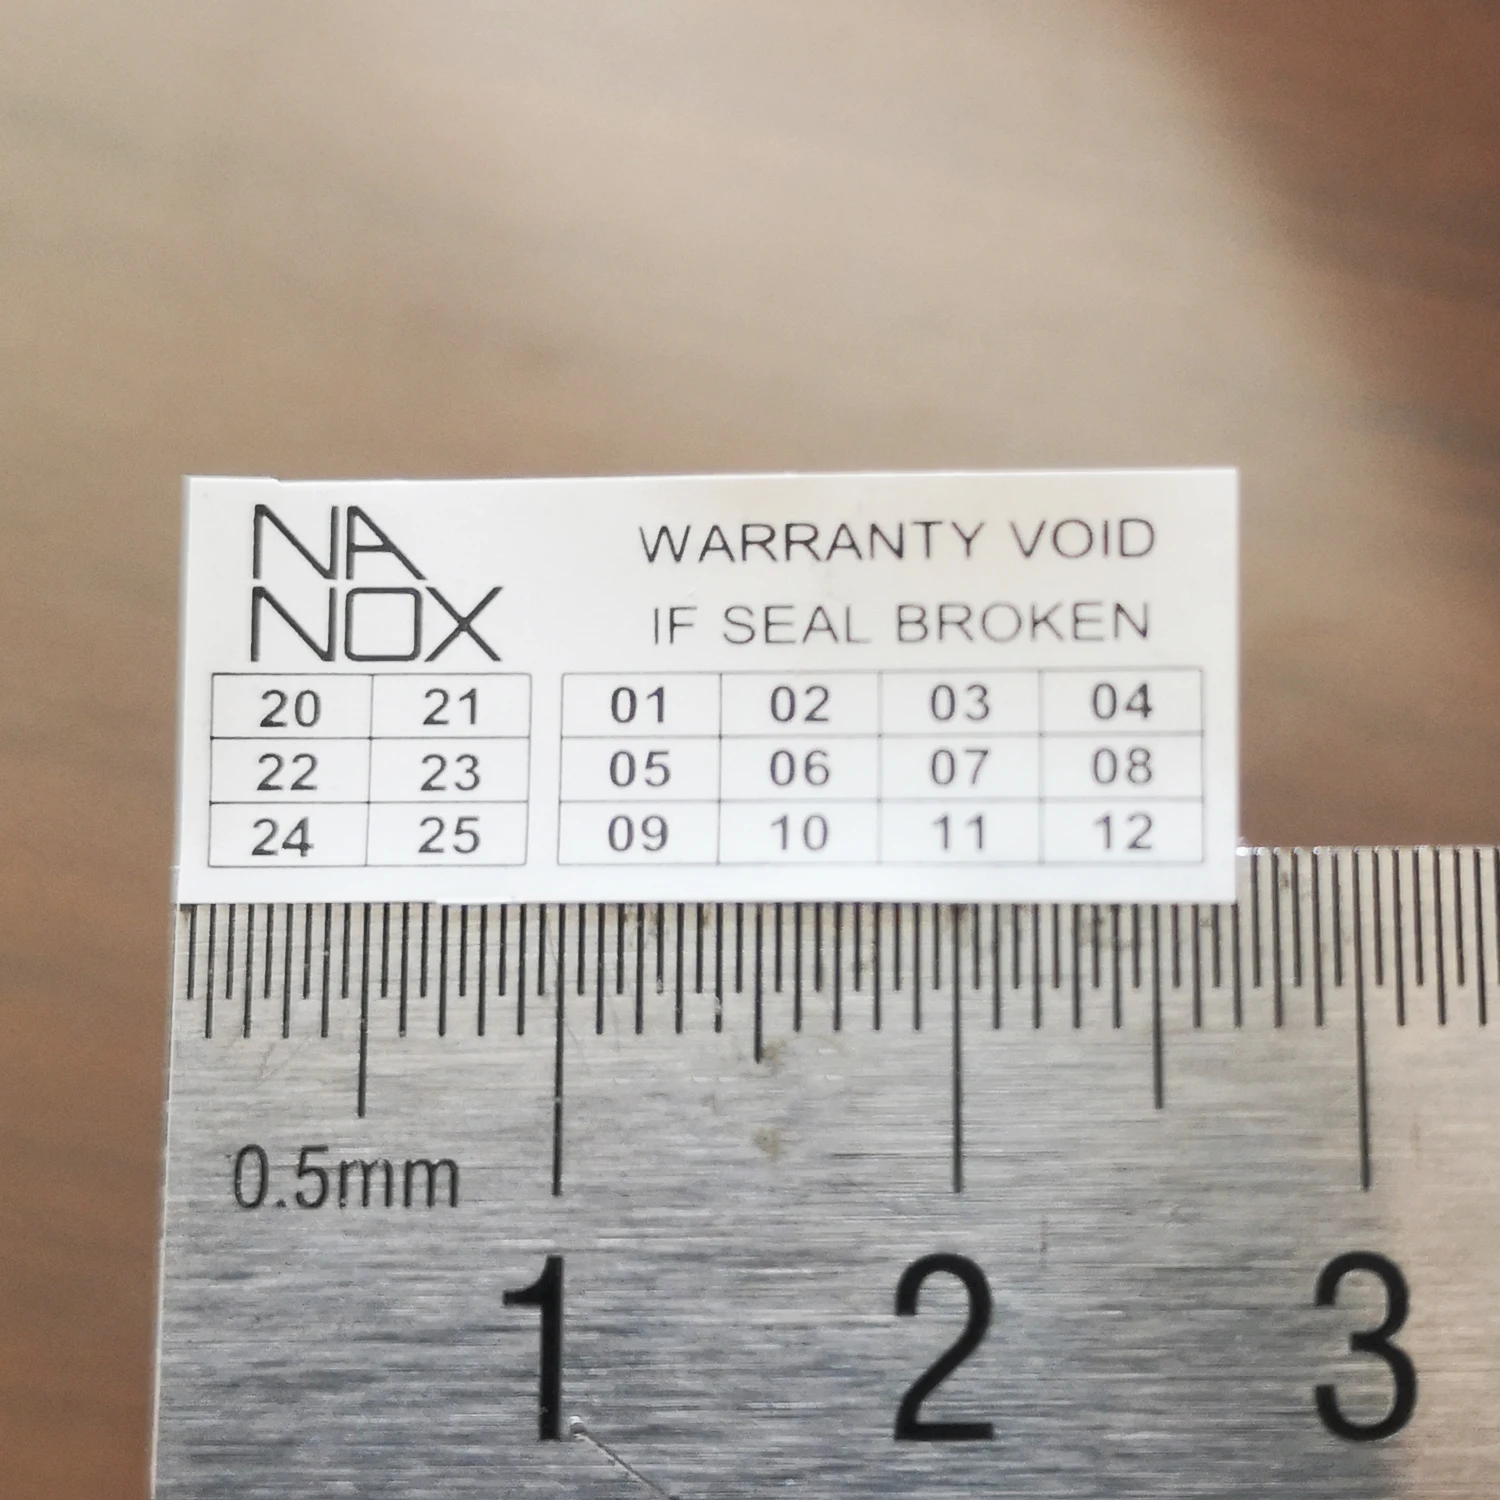 NA
NOX
WARRANTY VOID
IF SEAL BROKEN
20 21 01 02 03 04
22 23 05 06 07 08
24 25 09 10 11 12
0.5mm
1 2 3